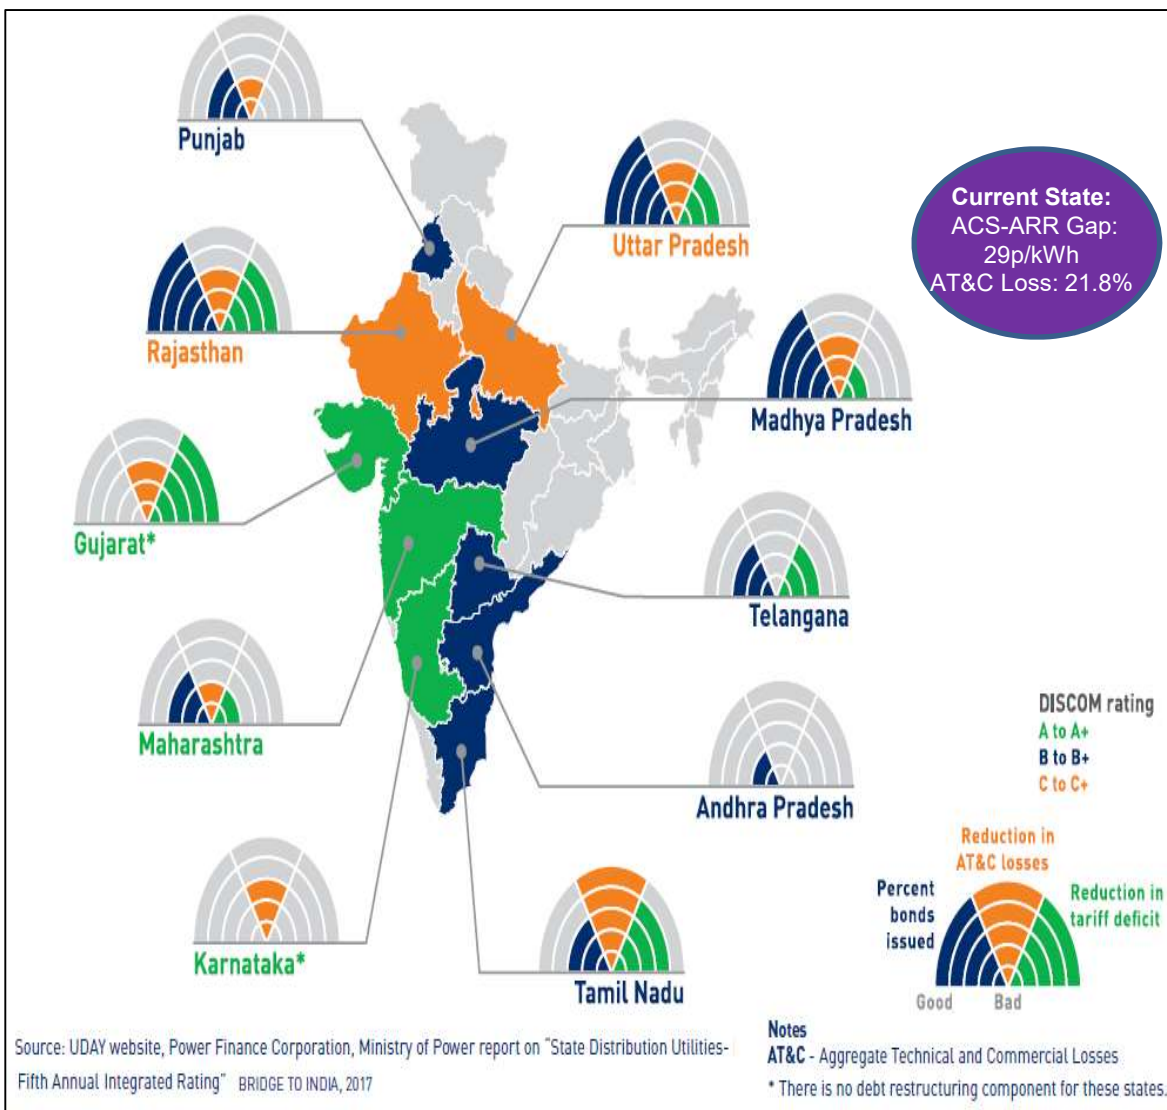 Punjab
Uttar Pradesh
Current State:
ACS-ARR Gap:
29p/kWh
AT&C Loss: 21.8%
Rajasthan
Madhya Pradesh
Gujarat*
Telangana
Maharashtra
Andhra Pradesh
DISCOM rating
A to A+
B to B+
C to C+
Karnataka*
Tamil Nadu
Reduction in
AT&C losses
Percent
bonds
issued
Reduction in
tariff deficit
Good
Bad
Source: UDAY website, Power Finance Corporation, Ministry of Power report on "State Distribution Utilities-
Fifth Annual Integrated Rating" BRIDGE TO INDIA, 2017
Notes
AT&C - Aggregate Technical and Commercial Losses
* There is no debt restructuring component for these states.